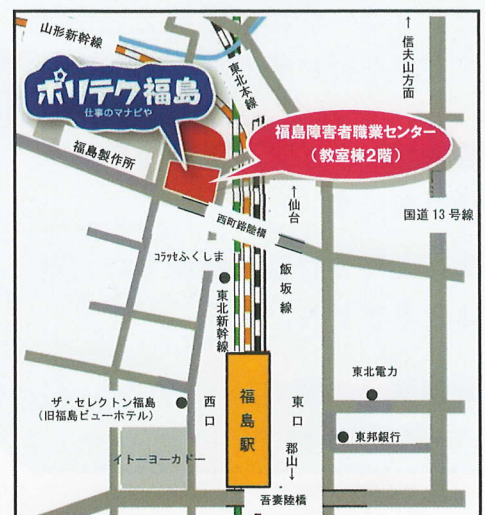 山形新幹線
↑信夫山方面
東北本線
ポリテク福島
仕事のマナビや
福島障害者職業センター
（教室棟2階）
福島製作所
↑仙台
国道13号線
西町跨陸橋
コラッセふくしま
飯坂線
東北新幹線
東北電力
ザ・セレクトン福島
（旧福島ビューホテル）
西口
福島駅
東口
東邦銀行
郡山↓
イトーヨーカドー
吾妻陸橋